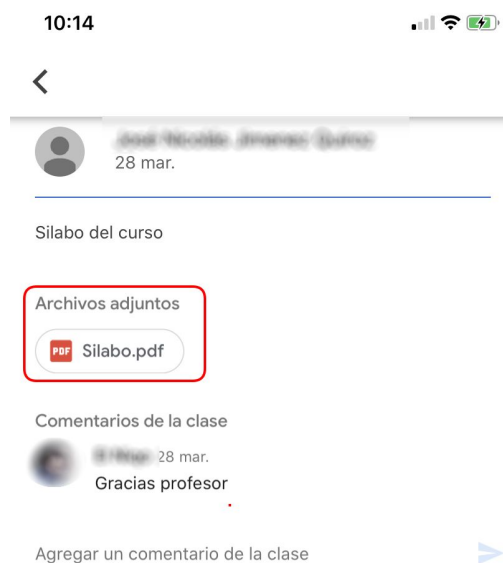 10:14
28 mar.
Silabo del curso
Archivos adjuntos
PDF Silabo.pdf
Comentarios de la clase
28 mar.
Gracias profesor
Agregar un comentario de la clase